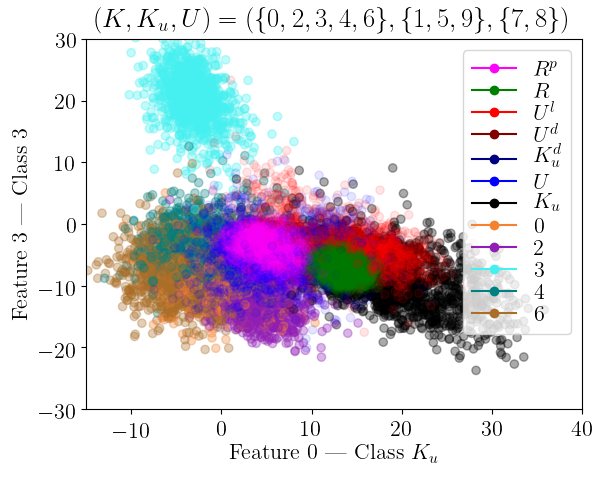 (K, K_u, U) = ({0, 2, 3, 4, 6}, {1, 5, 9}, {7, 8})
30
20
10
0
−10
−20
−30
Feature 3 — Class 3
R^p
R
U^l
U^d
K_u^d
U
K_u
0
2
3
4
6
−10
0
10
20
30
40
Feature 0 — Class K_u